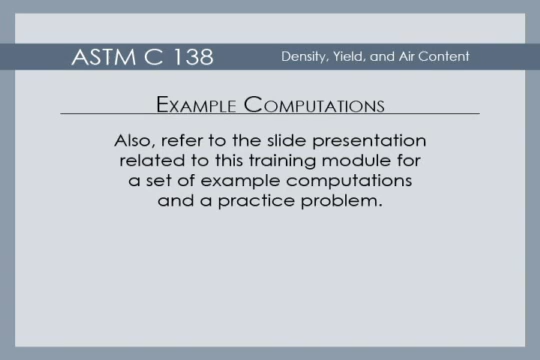 ASTM C 138
Density, Yield, and Air Content
Example Computations
Also, refer to the slide presentation
related to this training module for
a set of example computations
and a practice problem.